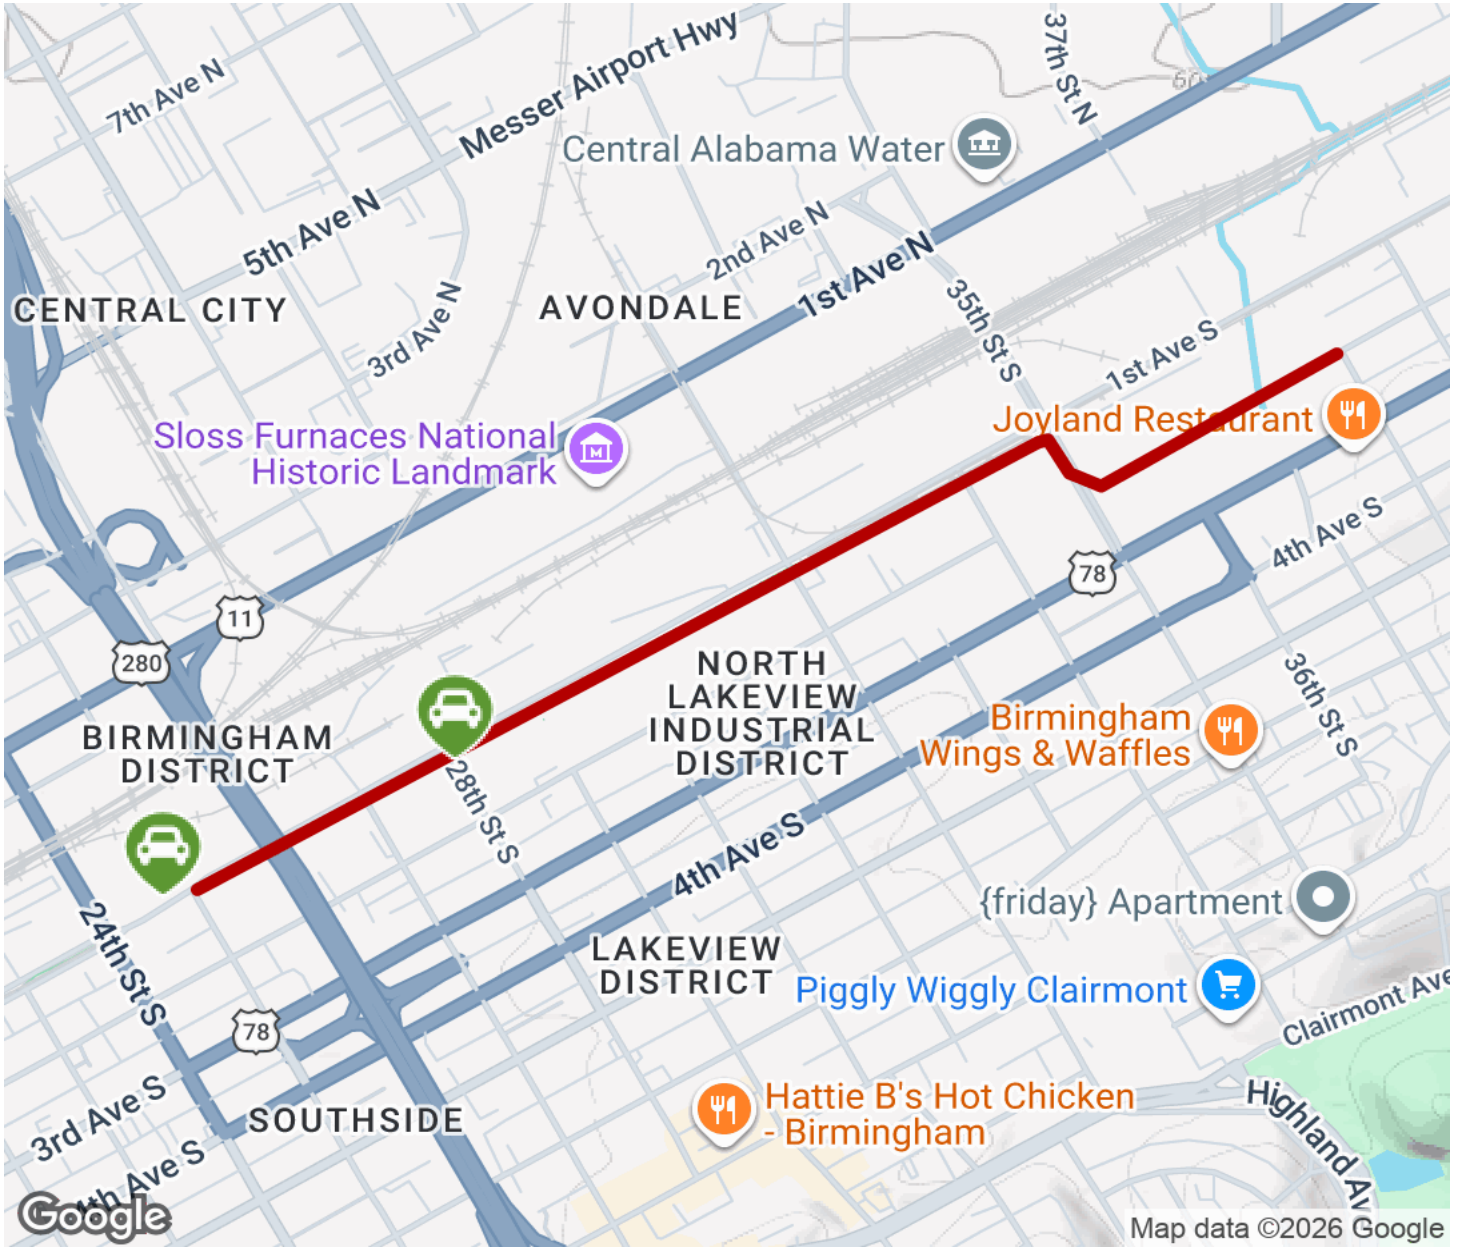 7th Ave N
Messer Airport Hwy
37th St N
60
Central Alabama Water
5th Ave N
2nd Ave N
1st Ave N
CENTRAL CITY
AVONDALE
3rd Ave N
35th St S
1st Ave S
Joyland Restaurant
Sloss Furnaces National
Historic Landmark
4th Ave S
78
11
280
NORTH
LAKEVIEW
INDUSTRIAL
DISTRICT
36th St S
Birmingham
Wings & Waffles
BIRMINGHAM
DISTRICT
28th St S
4th Ave S
{friday} Apartment
24th St S
LAKEVIEW
DISTRICT
Piggly Wiggly Clairmont
Clairmont Ave
78
3rd Ave S
SOUTHSIDE
Hattie B's Hot Chicken
- Birmingham
Highland Av
4th Ave S
Google
Map data ©2026 Google